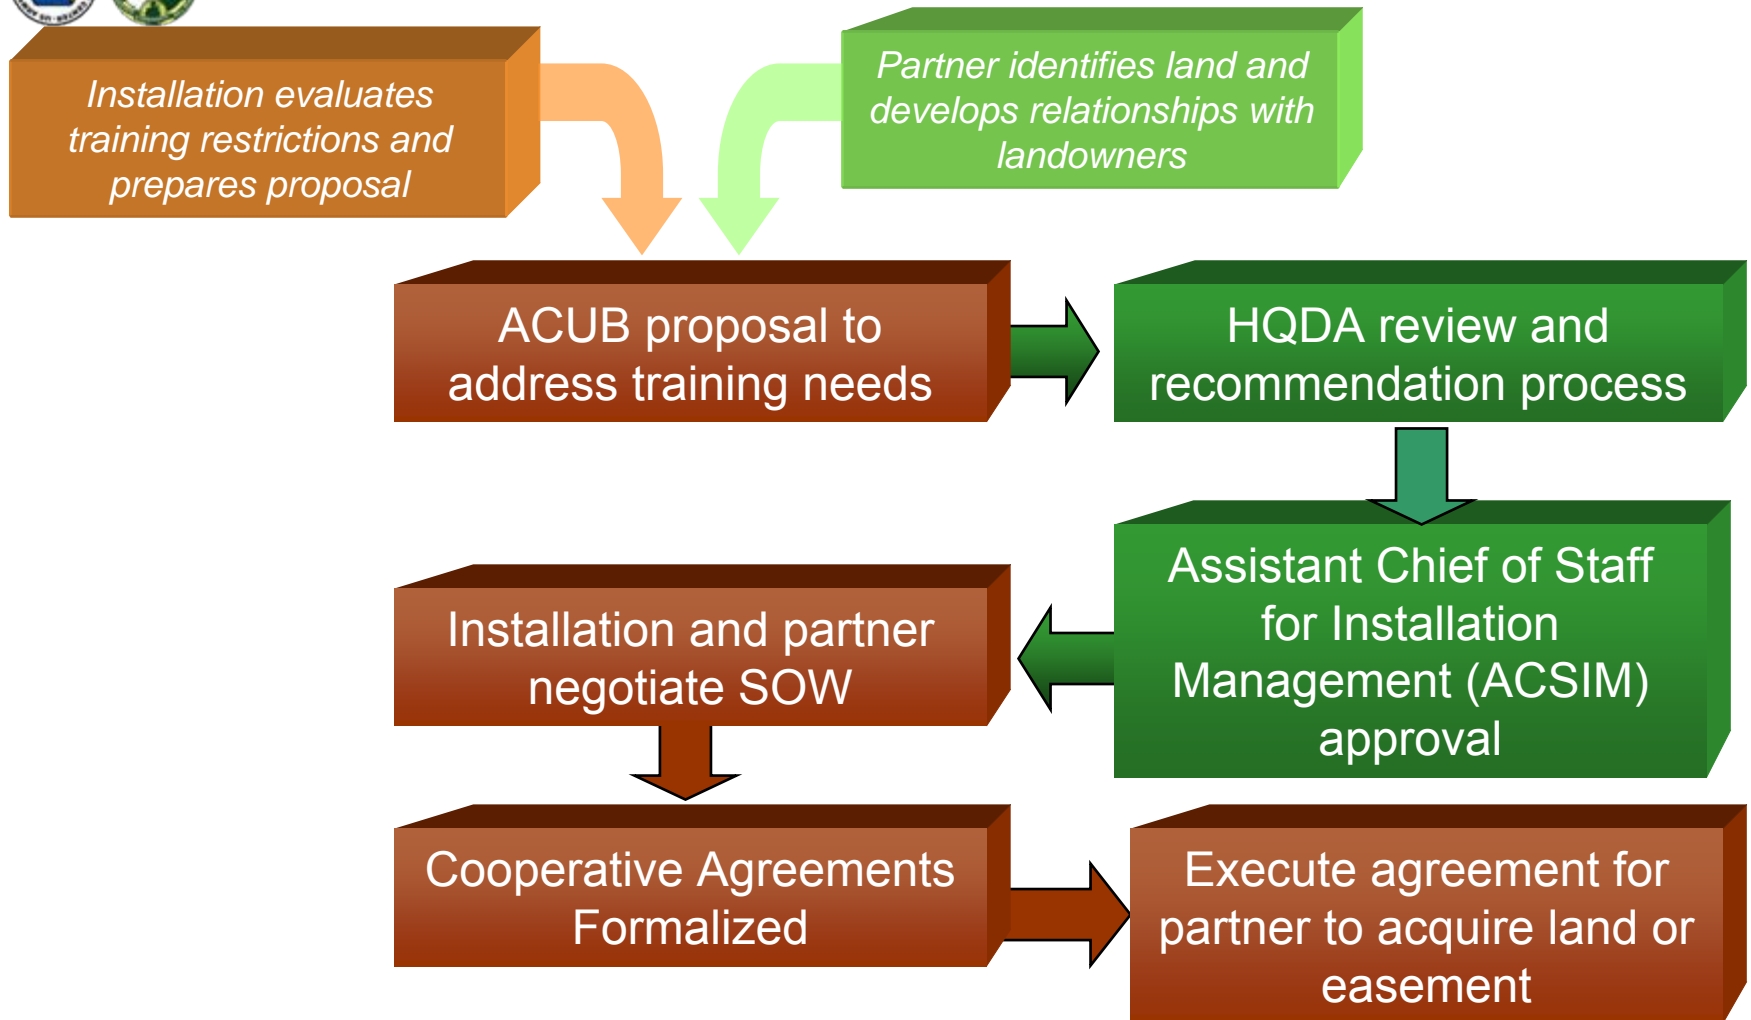 Installation evaluates
training restrictions and
prepares proposal
Partner identifies land and
develops relationships with
landowners
ACUB proposal to
address training needs
HQDA review and
recommendation process
Assistant Chief of Staff
for Installation
Management (ACSIM)
approval
Installation and partner
negotiate SOW
Cooperative Agreements
Formalized
Execute agreement for
partner to acquire land or
easement